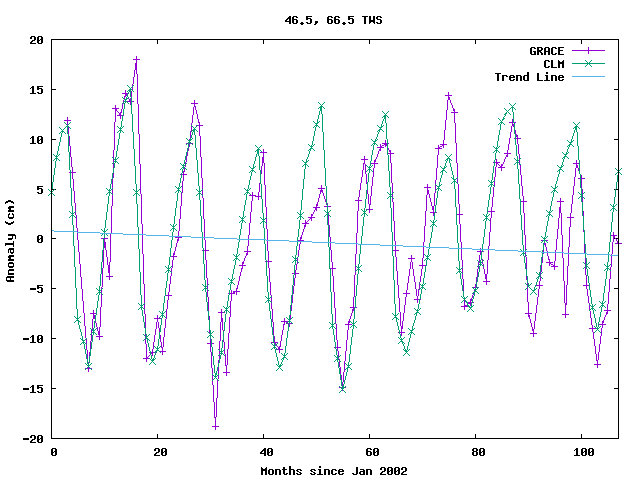 46.5, 66.5 TWS
GRACE
CLM
Trend Line
20
15
10
5
0
-5
-10
-15
-20
Anomaly (cm)
0 20 40 60 80 100
Months since Jan 2002